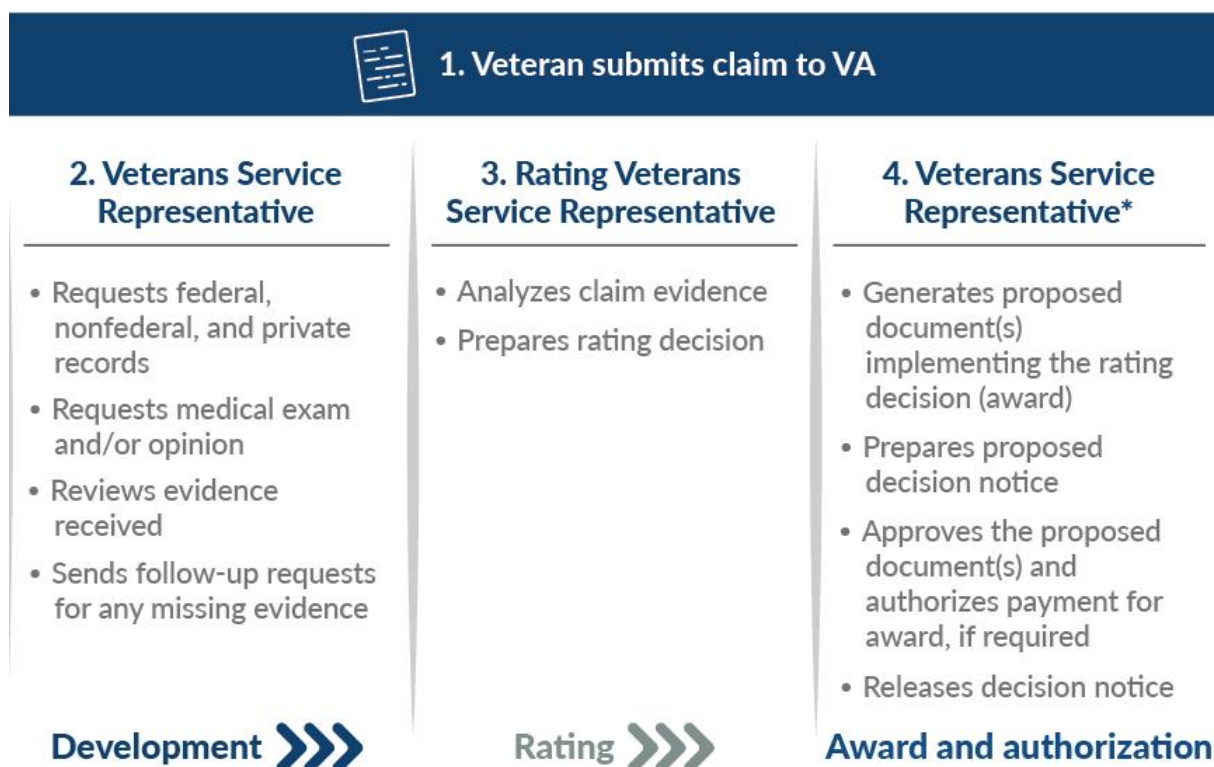 1. Veteran submits claim to VA
2. Veterans Service
Representative
• Requests federal,
nonfederal, and private
records
• Requests medical exam
and/or opinion
• Reviews evidence
received
• Sends follow-up requests
for any missing evidence
Development
3. Rating Veterans
Service Representative
• Analyzes claim evidence
• Prepares rating decision
Rating
4. Veterans Service
Representative*
• Generates proposed
document(s)
implementing the rating
decision (award)
• Prepares proposed
decision notice
• Approves the proposed
document(s) and
authorizes payment for
award, if required
• Releases decision notice
Award and authorization